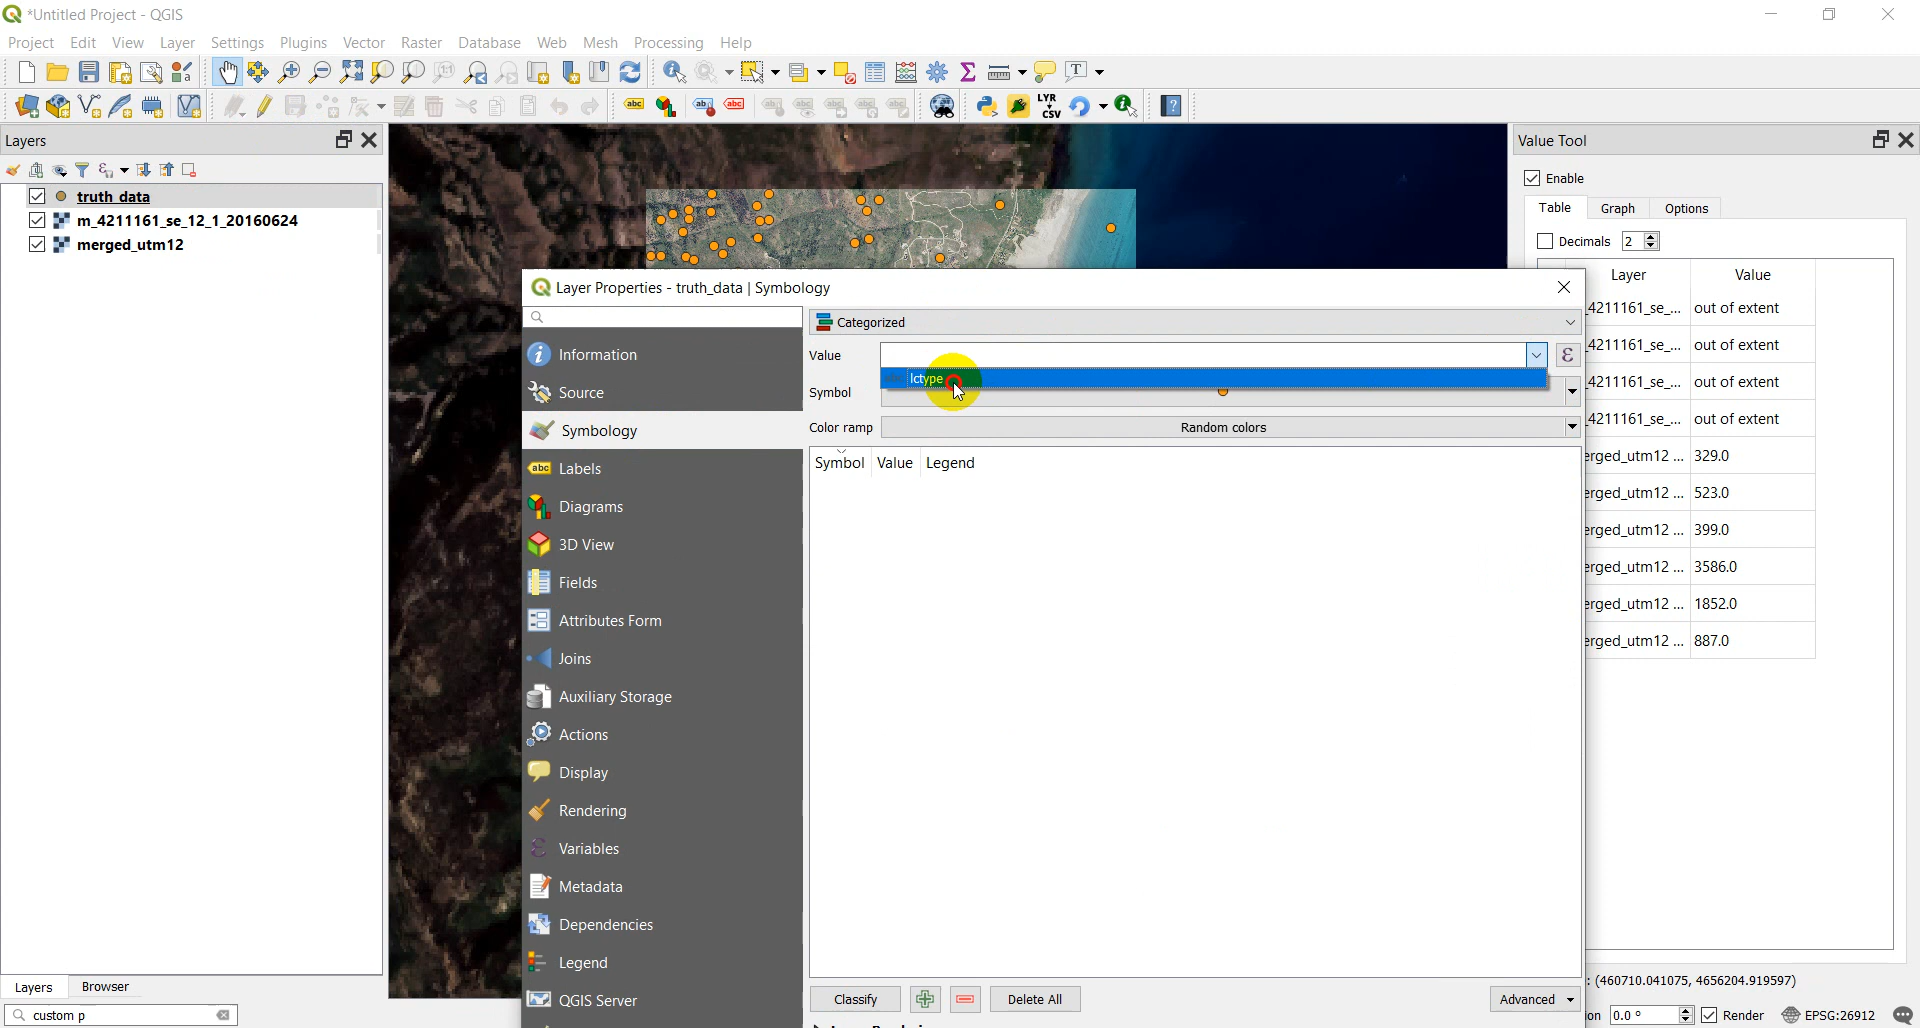 *Untitled Project - QGIS
Project Edit View Layer Settings Plugins Vector Raster Database Web Mesh Processing Help
Layers
truth_data
m_4211161_se_12_1_20160624
merged_utm12
Layers Browser
custom p
Layer Properties - truth_data | Symbology
Information
Source
Symbology
Labels
Diagrams
3D View
Fields
Attributes Form
Joins
Auxiliary Storage
Actions
Display
Rendering
Variables
Metadata
Dependencies
Legend
QGIS Server
Categorized
Value
lctype
Symbol
Color ramp Random colors
Symbol Value Legend
Classify Delete All Advanced
Value Tool
Enable
Table Graph Options
Decimals 2
Layer Value
4211161_se_... out of extent
4211161_se_... out of extent
4211161_se_... out of extent
4211161_se_... out of extent
erged_utm12 ... 329.0
erged_utm12 ... 523.0
erged_utm12 ... 399.0
erged_utm12 ... 3586.0
erged_utm12 ... 1852.0
erged_utm12 ... 887.0
: (460710.041075, 4656204.919597)
ion 0.0 ° Render EPSG:26912